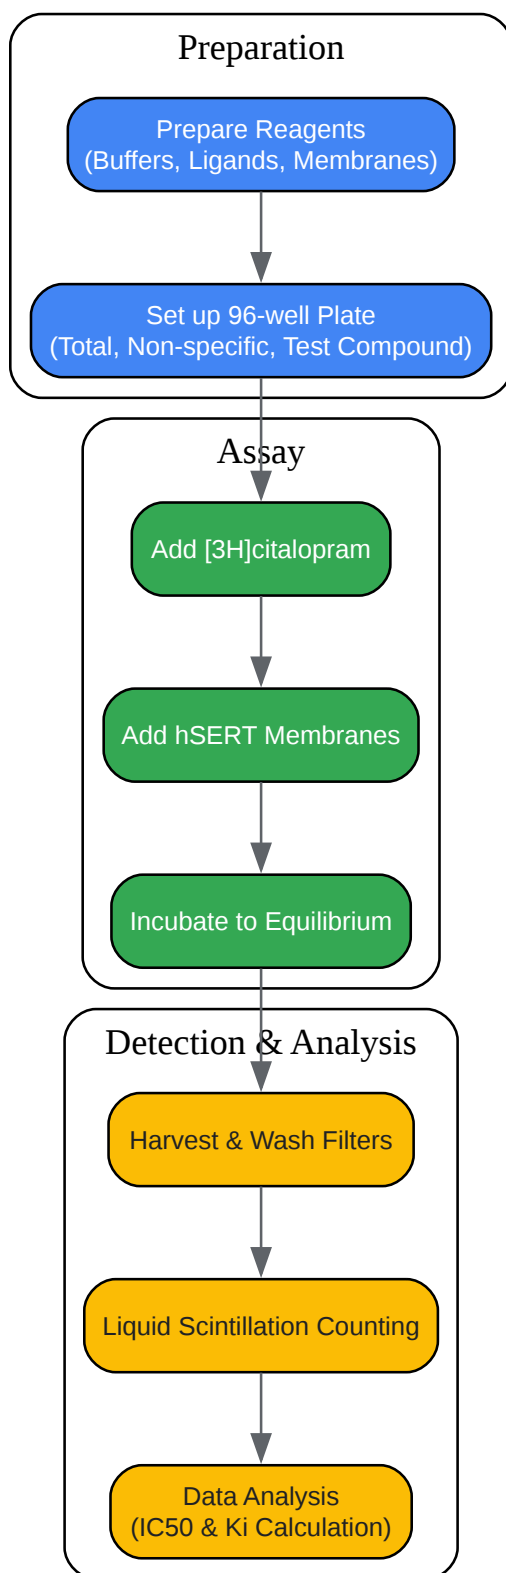 Preparation
Prepare Reagents
(Buffers, Ligands, Membranes)
Set up 96-well Plate
(Total, Non-specific, Test Compound)
Assay
Add [3H]citalopram
Add hSERT Membranes
Incubate to Equilibrium
Detection & Analysis
Harvest & Wash Filters
Liquid Scintillation Counting
Data Analysis
(IC50 & Ki Calculation)